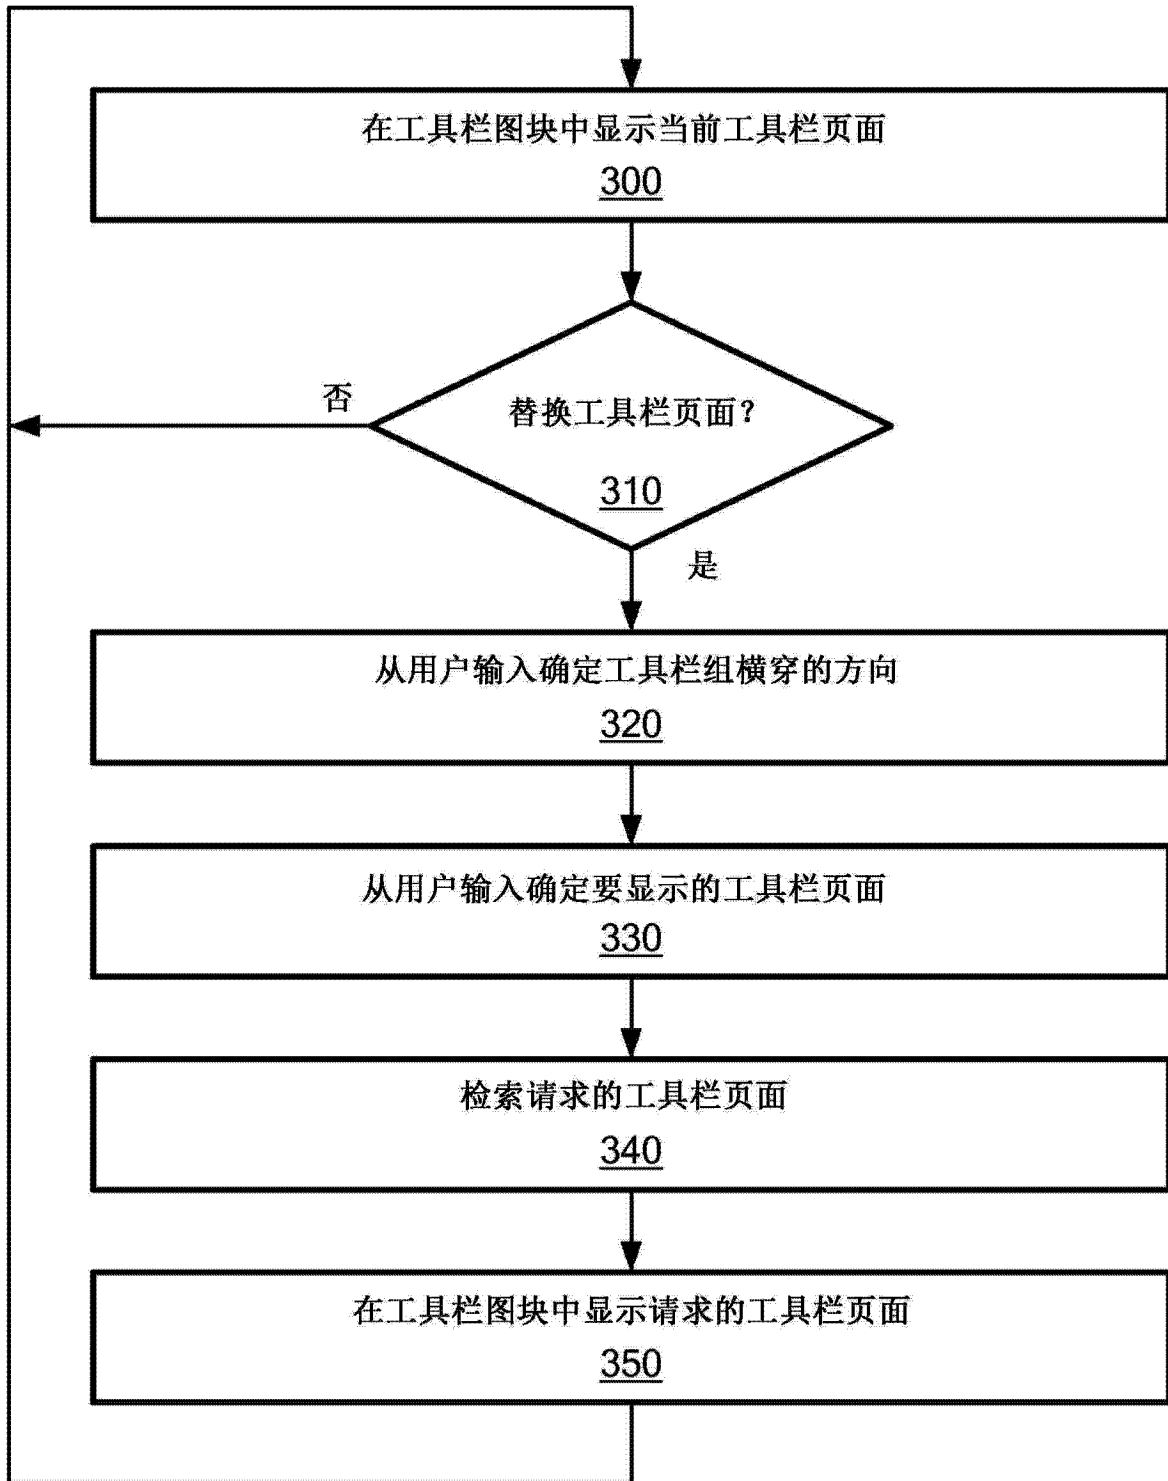 在工具栏图块中显示当前工具栏页面
300
替换工具栏页面？
否
310
是
从用户输入确定工具栏组横穿的方向
320
从用户输入确定要显示的工具栏页面
330
检索请求的工具栏页面
340
在工具栏图块中显示请求的工具栏页面
350